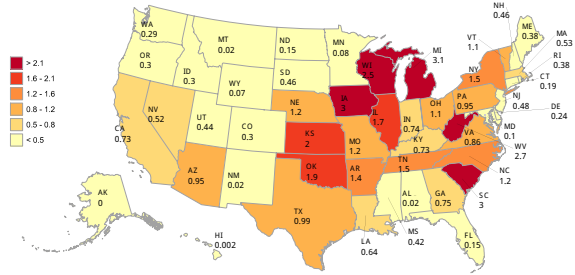 NH
0.46
WA
0.29
ME
0.38
MA
0.53
VT
1.1
RI
0.38
MT
0.02
ND
0.15
MN
0.08
OR
0.3
MI
3.1
CT
0.19
> 2.1
1.6 - 2.1
1.2 - 1.6
0.8 - 1.2
0.5 - 0.8
< 0.5
WI
2.5
NY
1.5
ID
0.3
SD
0.46
WY
0.07
NJ
0.48
PA
0.95
IA
3
NE
1.2
OH
1.1
DE
0.24
NV
0.52
UT
0.44
IL
1.7
IN
0.74
MD
0.1
CA
0.73
CO
0.3
KS
2
MO
1.2
KY
0.73
VA
0.86
WV
2.7
TN
1.5
OK
1.9
AR
1.4
NC
1.2
AZ
0.95
NM
0.02
AK
0
AL
0.02
GA
0.75
SC
3
TX
0.99
HI
0.002
LA
0.64
MS
0.42
FL
0.15